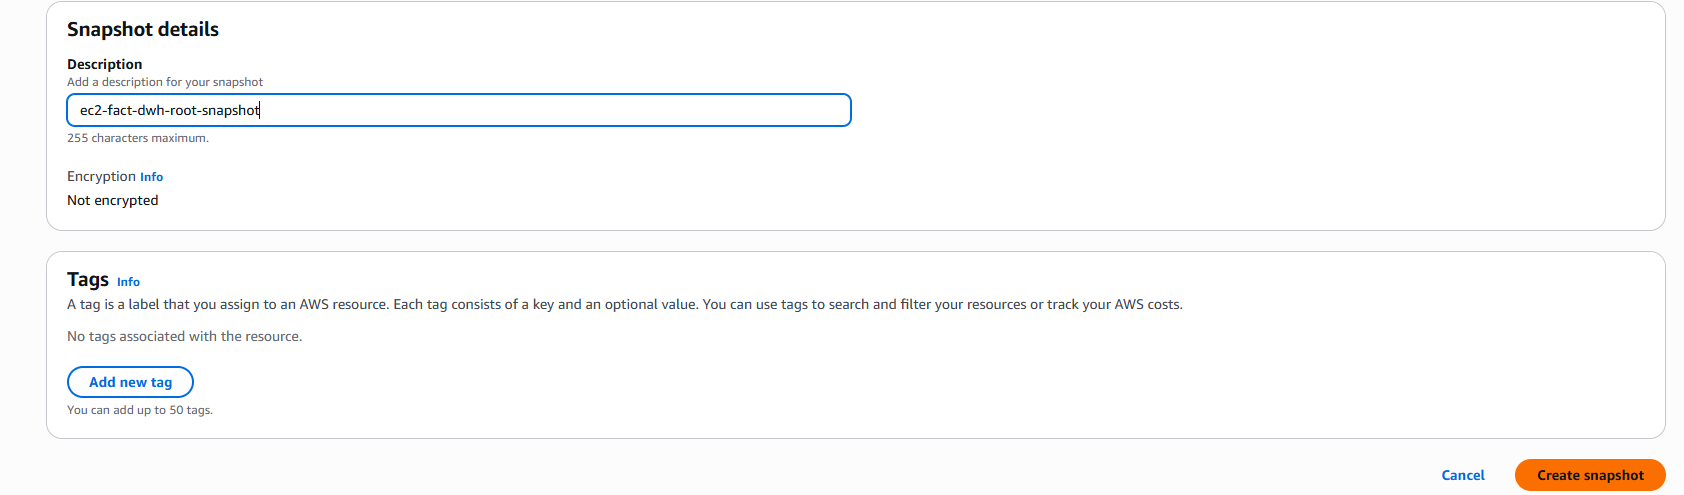 Snapshot details
Description
Add a description for your snapshot
ec2-fact-dwh-root-snapshot
255 characters maximum.
Encryption Info
Not encrypted
Tags Info
A tag is a label that you assign to an AWS resource. Each tag consists of a key and an optional value. You can use tags to search and filter your resources or track your AWS costs.
No tags associated with the resource.
Add new tag
You can add up to 50 tags.
Cancel Create snapshot